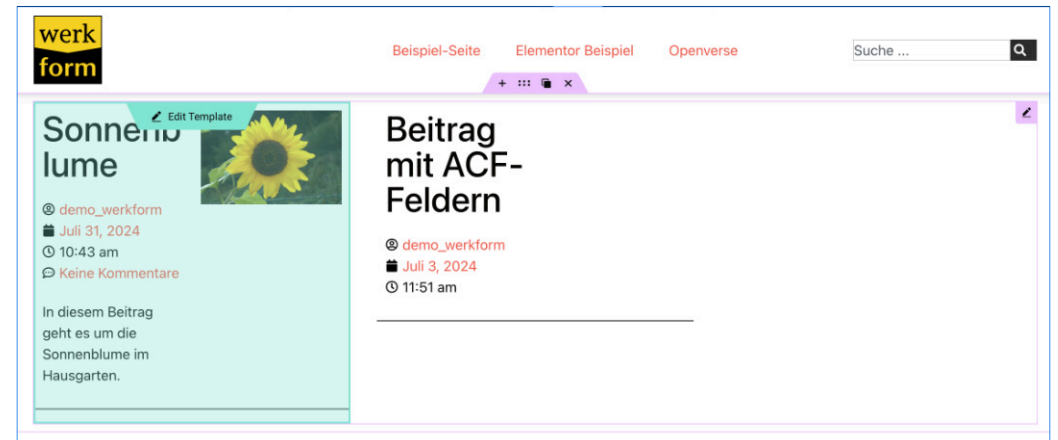 werk
form
Beispiel-Seite Elementor Beispiel Openverse
Suche ...
Edit Template
Sonnenb
lume
demo_werkform
Juli 31, 2024
10:43 am
Keine Kommentare
In diesem Beitrag
geht es um die
Sonnenblume im
Hausgarten.
Beitrag
mit ACF-
Feldern
demo_werkform
Juli 3, 2024
11:51 am